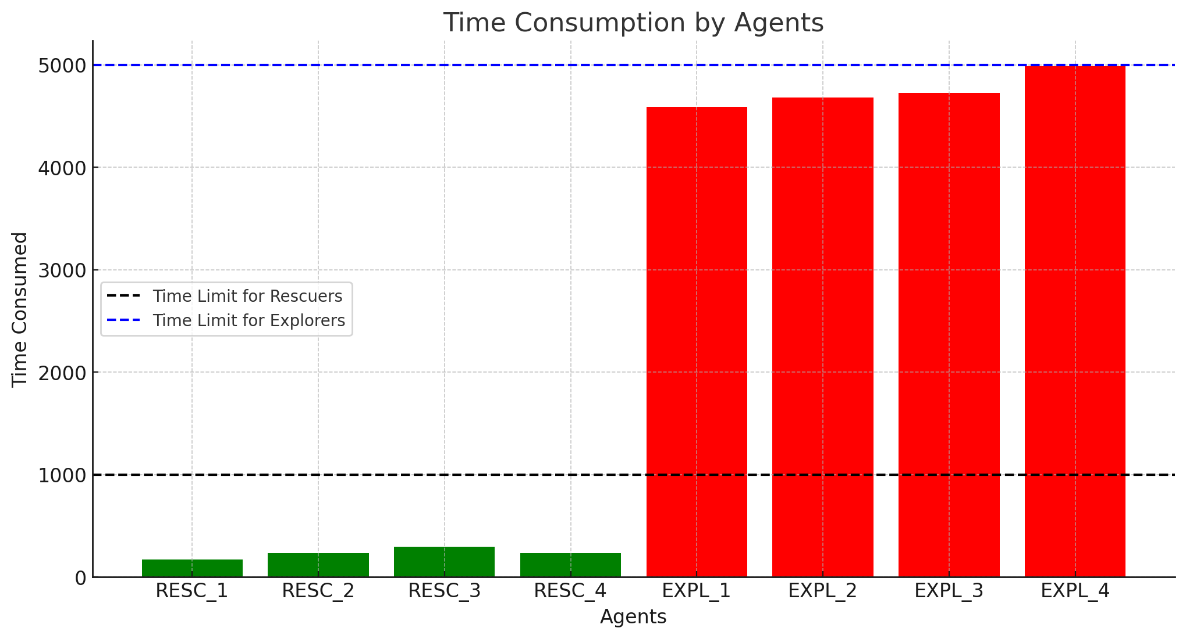 Time Consumption by Agents
Time Consumed
5000
4000
3000
2000
1000
0
Time Limit for Rescuers
Time Limit for Explorers
RESC_1 RESC_2 RESC_3 RESC_4 EXPL_1 EXPL_2 EXPL_3 EXPL_4
Agents